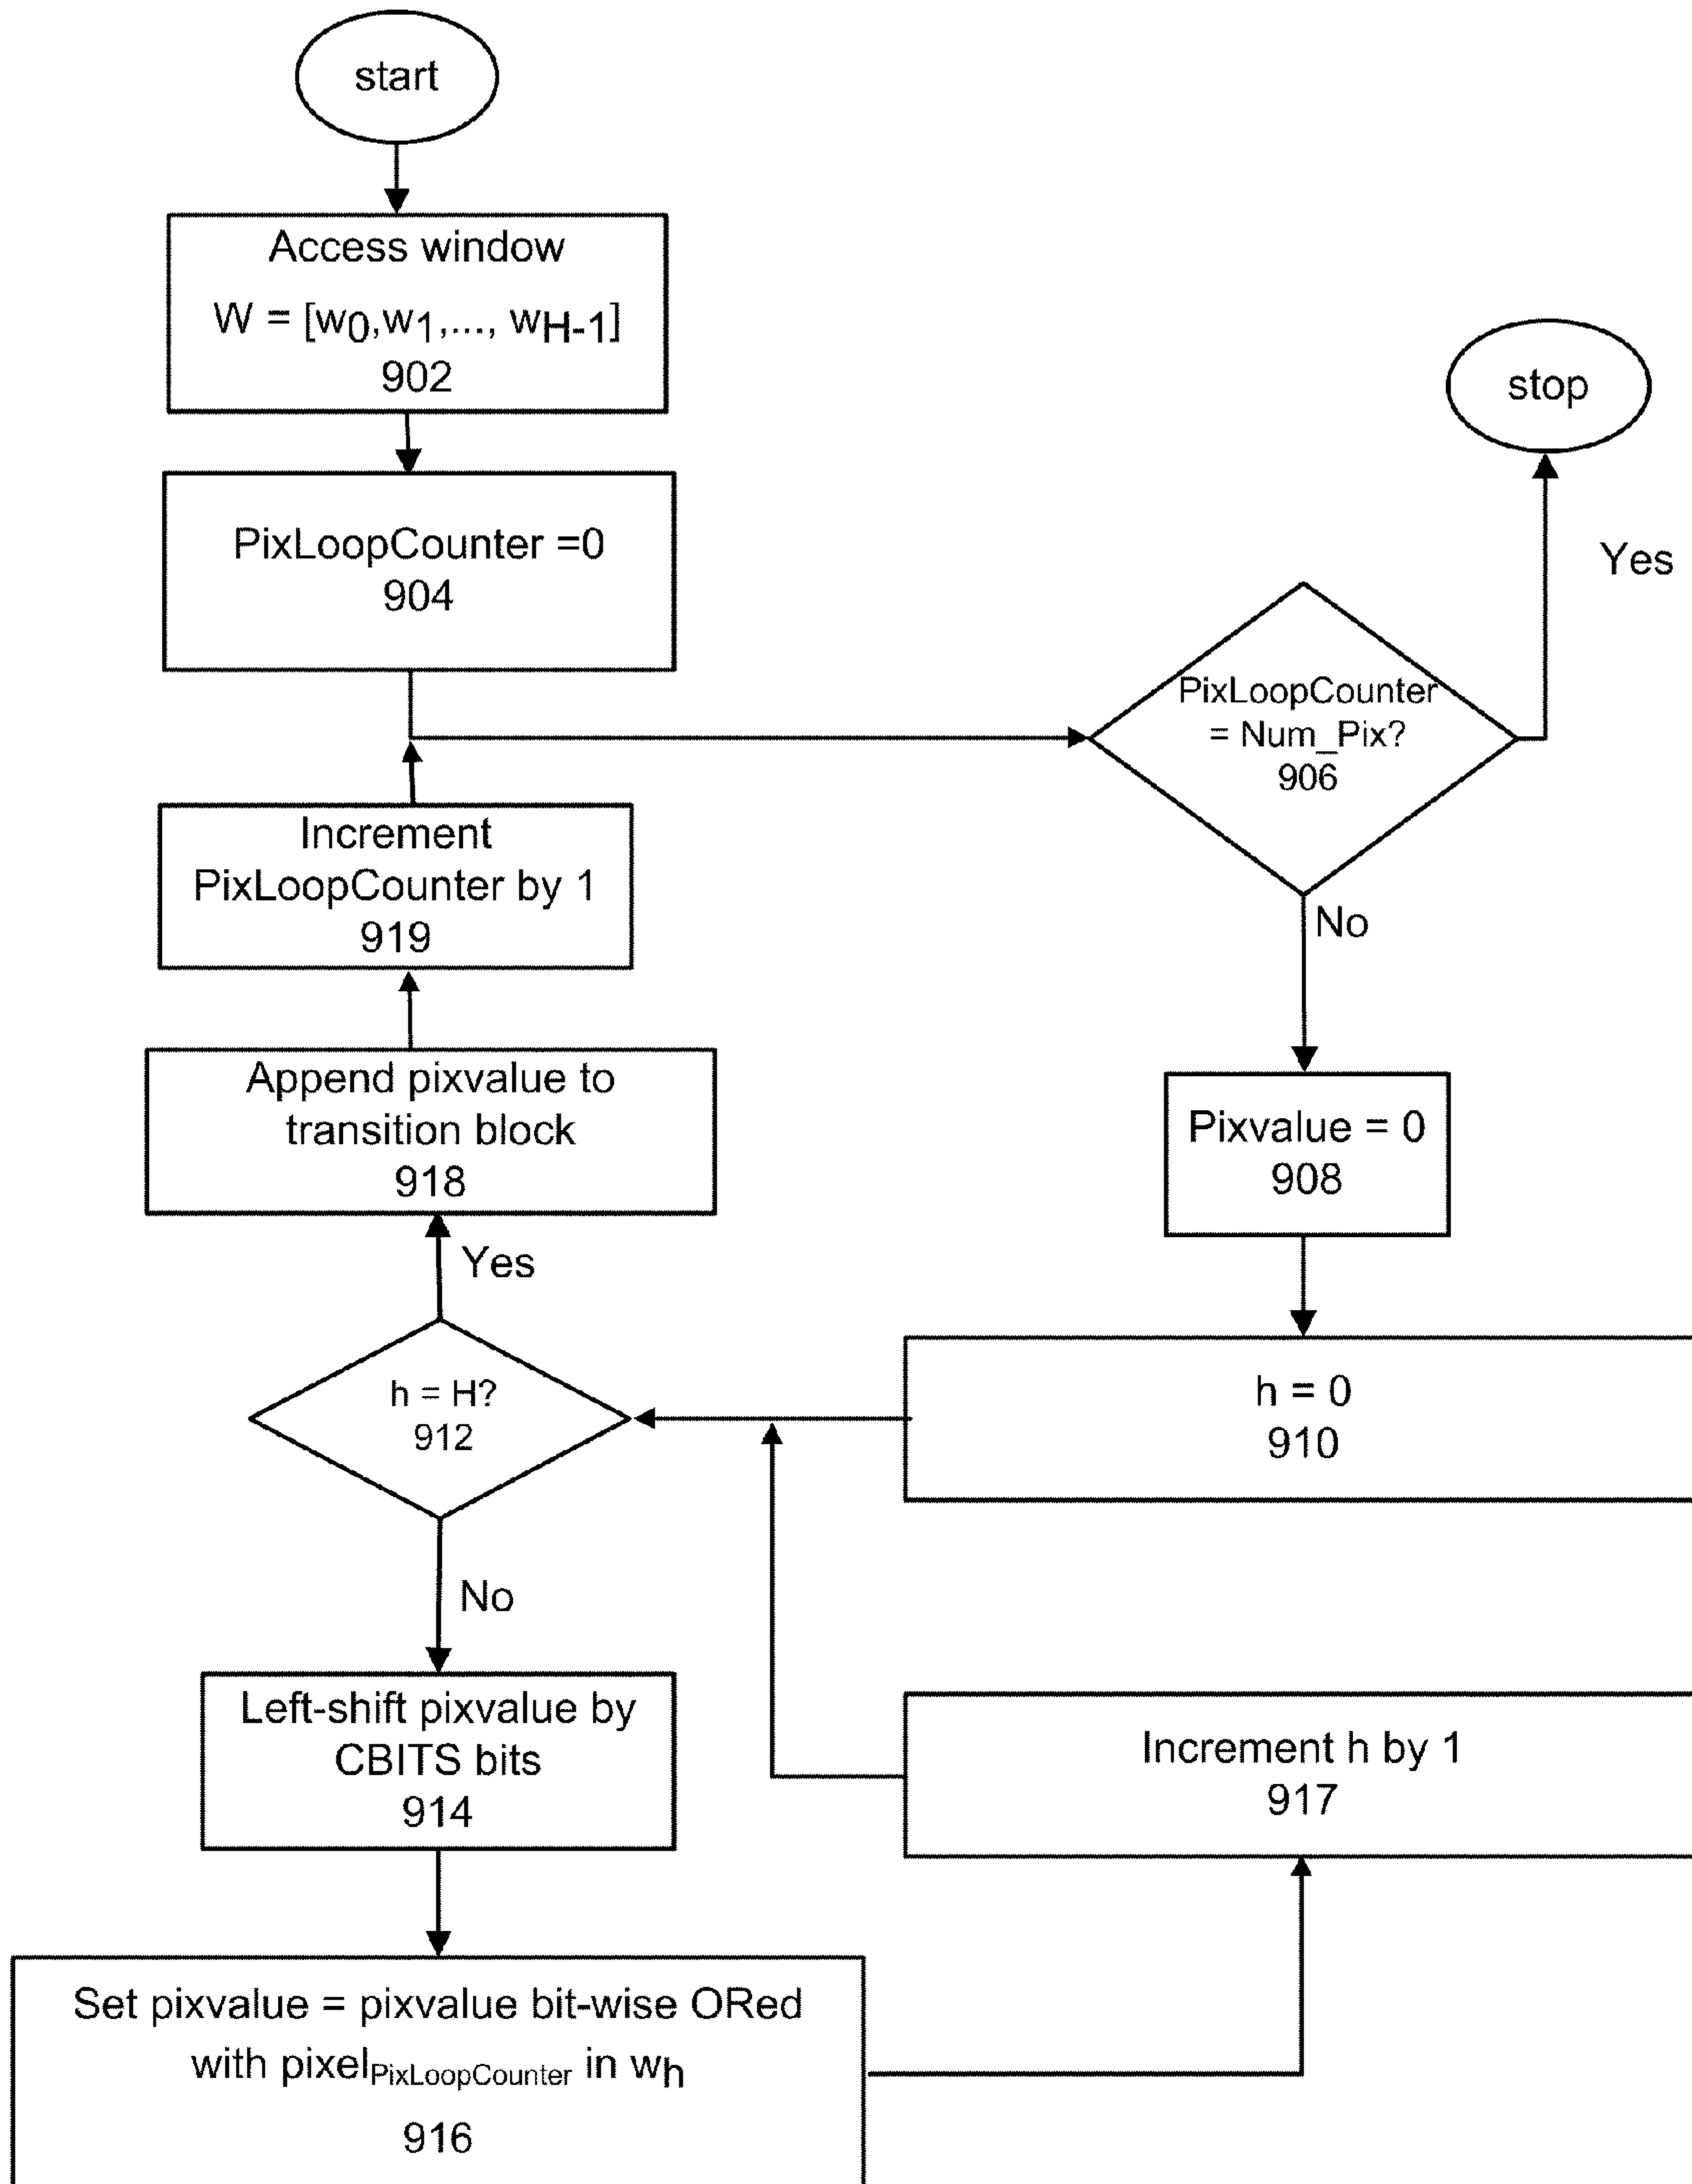 start
Access window
W = [w0,w1,..., wH-1]
902
PixLoopCounter =0
904
stop
Yes
PixLoopCounter
= Num_Pix?
906
Increment
PixLoopCounter by 1
919
No
Append pixvalue to
transition block
918
Pixvalue = 0
908
Yes
h = H?
912
h = 0
910
No
Left-shift pixvalue by
CBITS bits
914
Increment h by 1
917
Set pixvalue = pixvalue bit-wise ORed
with pixelPixLoopCounter in wh
916